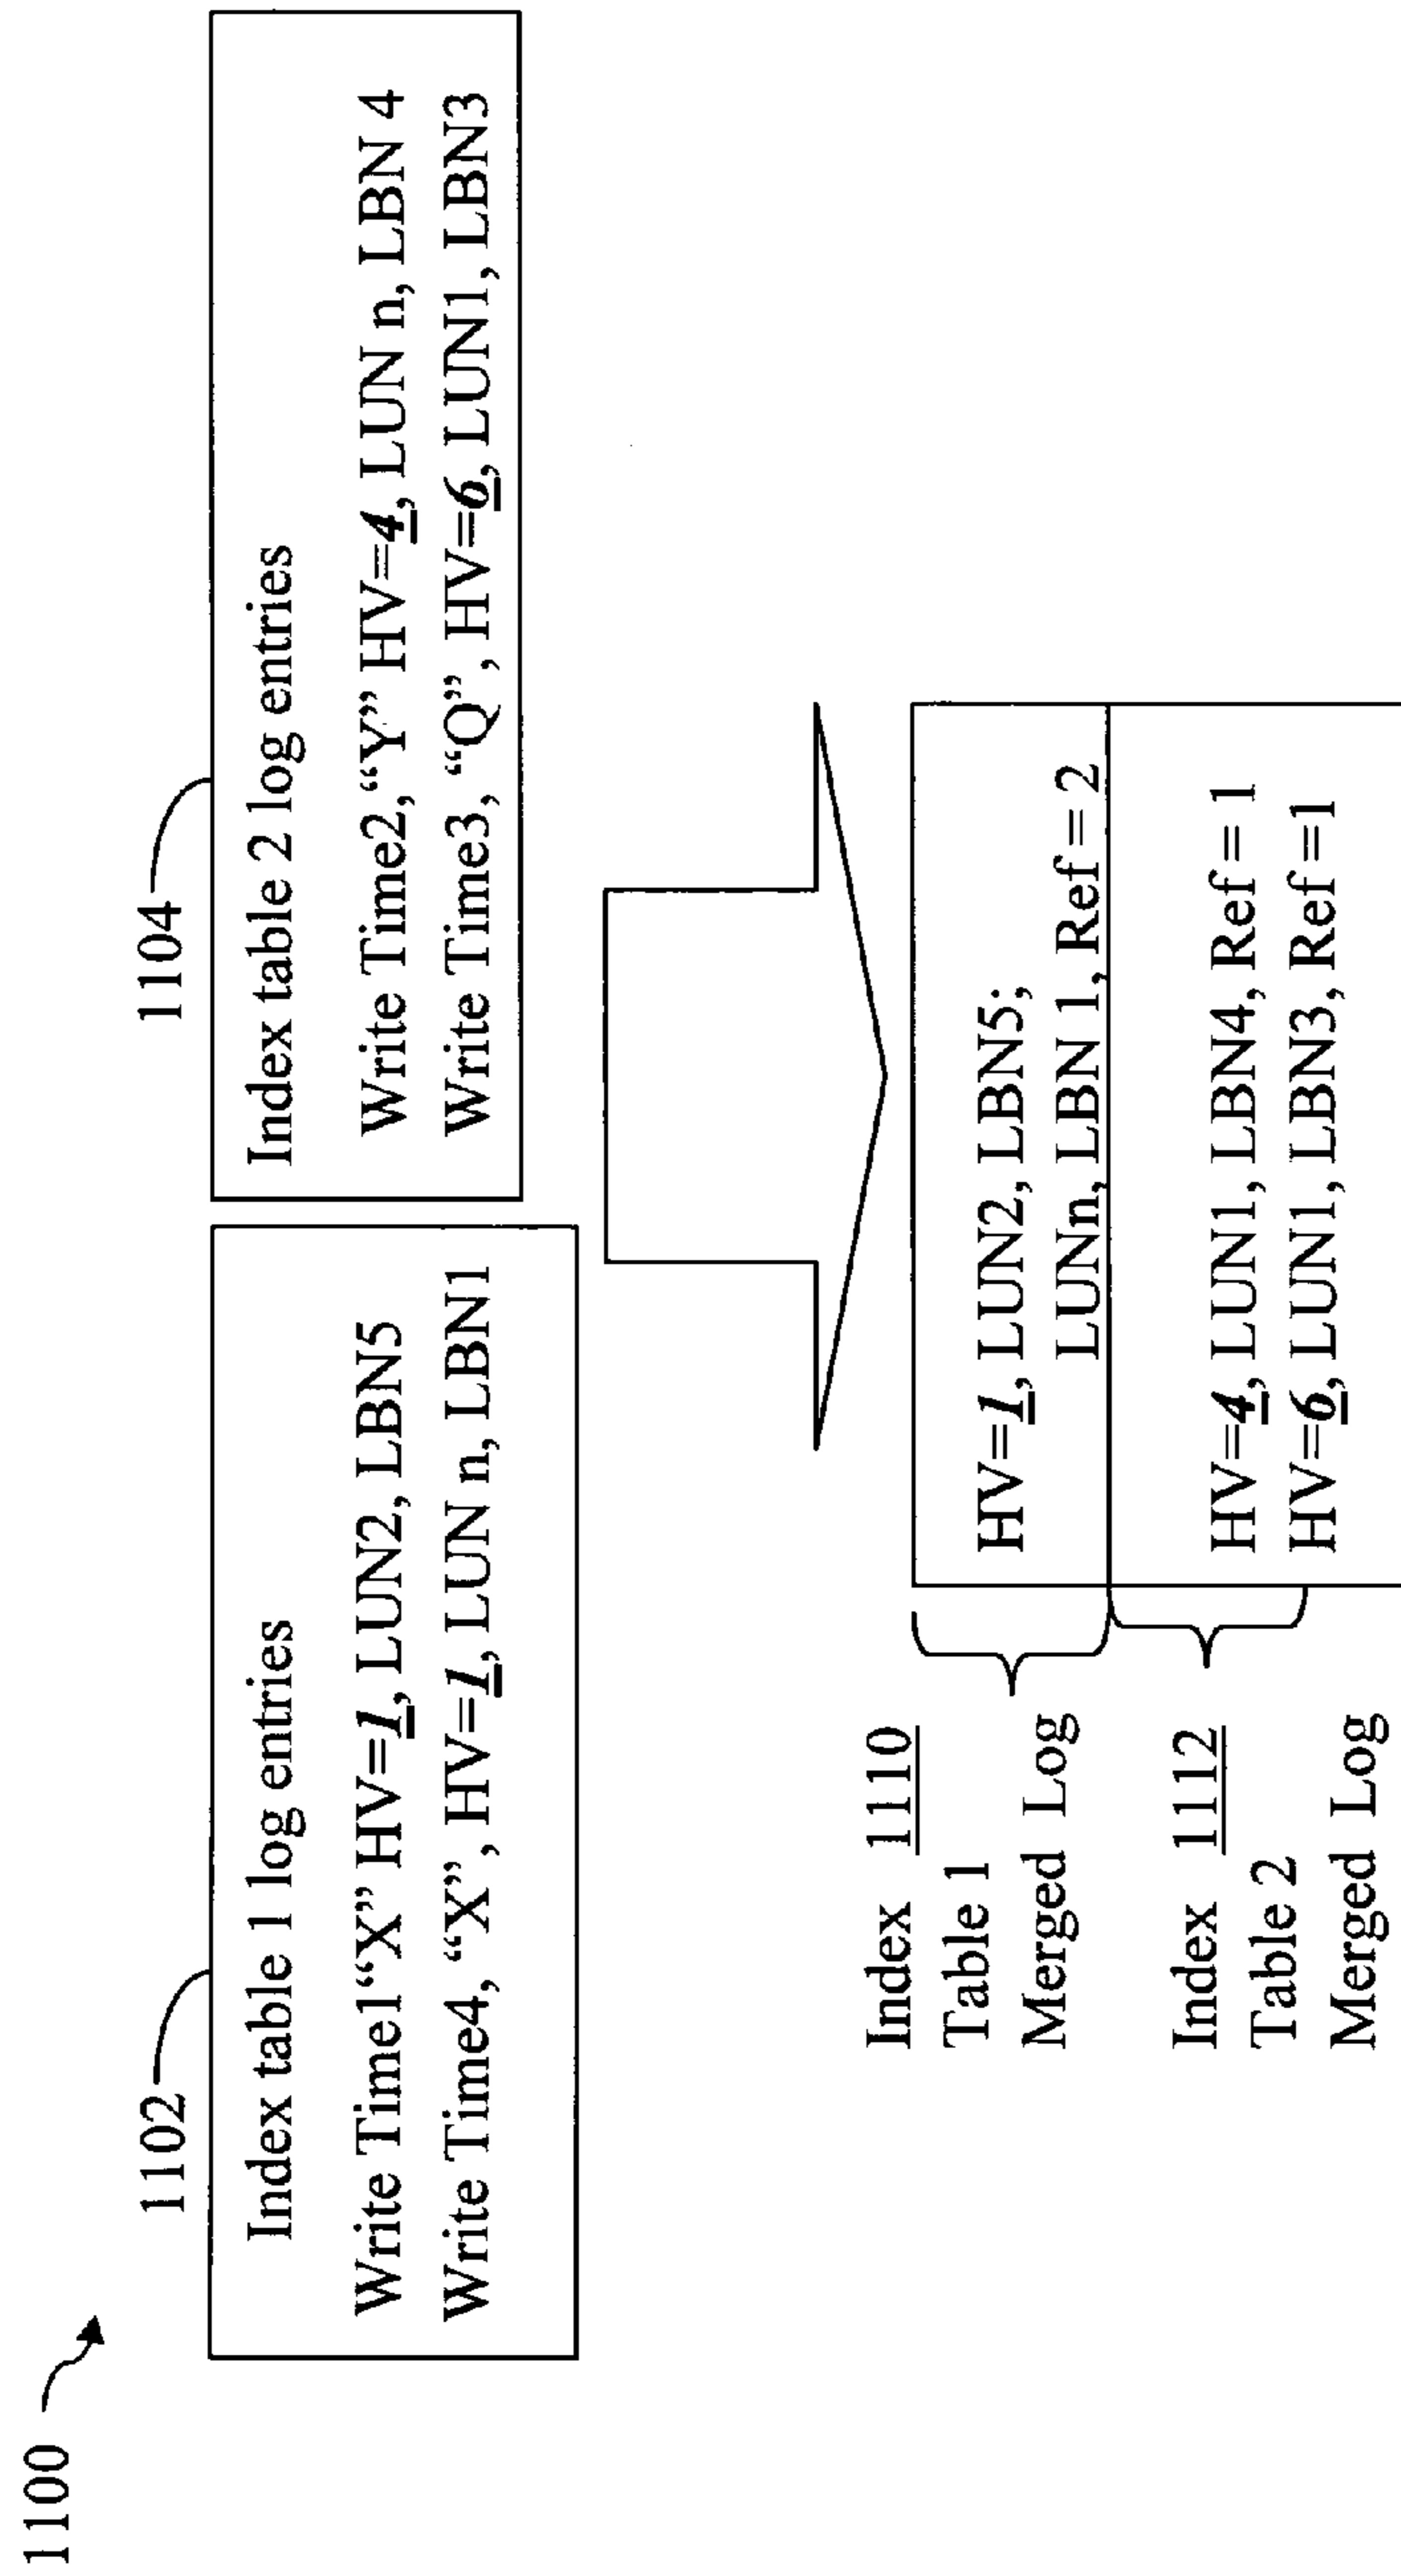 1100
1102
Index table 1 log entries
Write Time1“X” HV=1, LUN2, LBN5
Write Time4, “X”, HV=1, LUN n, LBN1
1104
Index table 2 log entries
Write Time2,“Y” HV=4, LUN n, LBN 4
Write Time3, “Q”, HV=6, LUN1, LBN3
Index 1110
Table 1
Merged Log
HV=1, LUN2, LBN5;
LUNn, LBN 1, Ref = 2
Index 1112
Table 2
Merged Log
HV=4, LUN1, LBN4, Ref = 1
HV=6, LUN1, LBN3, Ref =1